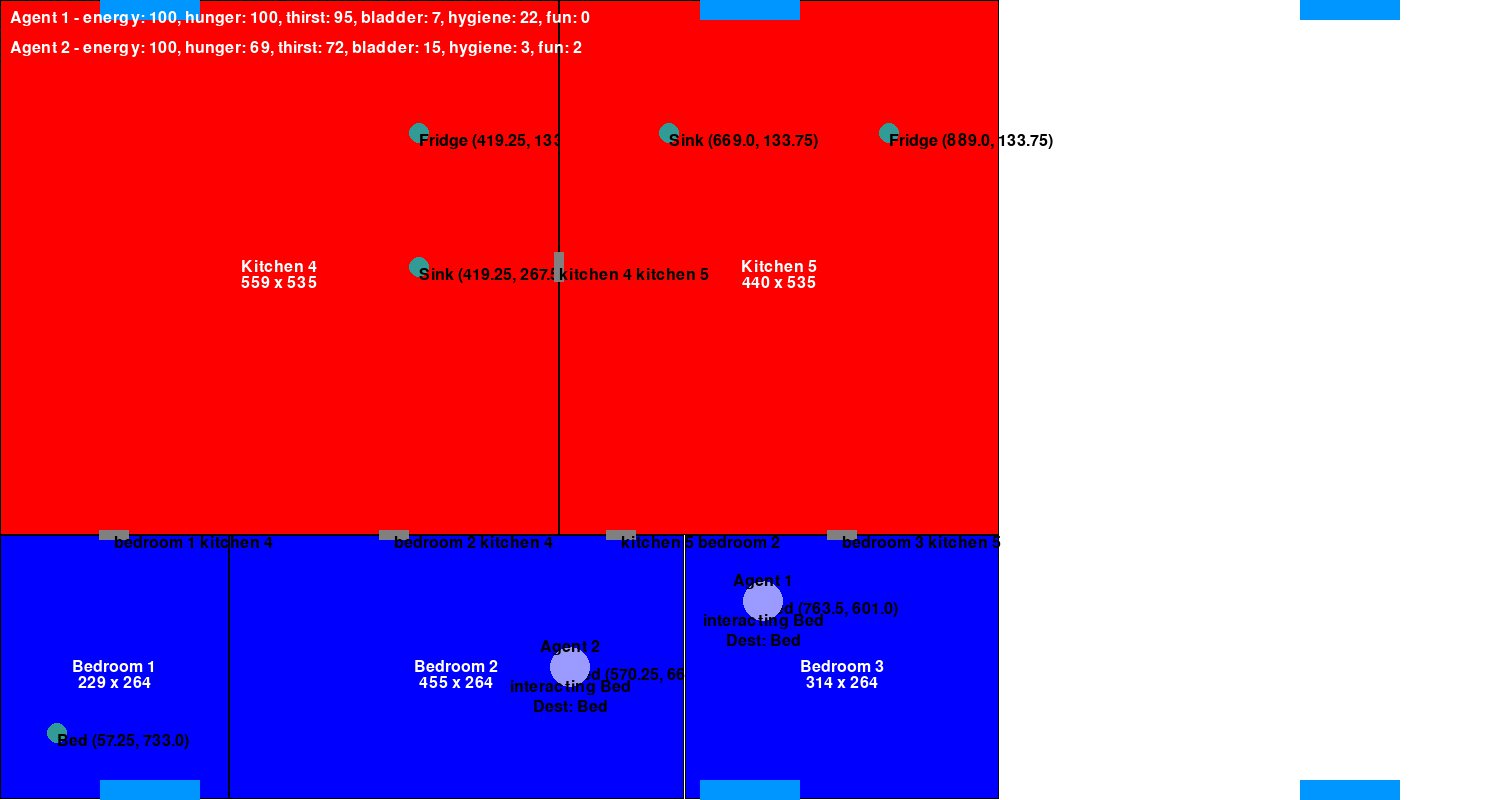 Agent 1 - energy: 100, hunger: 100, thirst: 95, bladder: 7, hygiene: 22, fun: 0
Agent 2 - energy: 100, hunger: 69, thirst: 72, bladder: 15, hygiene: 3, fun: 2
Fridge (419.25, 133
Sink (669.0, 133.75)
Fridge (889.0, 133.75)
Kitchen 4
559 x 535
Sink (419.25, 267.5
kitchen 4 kitchen 5
Kitchen 5
440 x 535
bedroom 1 kitchen 4
bedroom 2 kitchen 4
kitchen 5 bedroom 2
bedroom 3 kitchen 5
Agent 1
d (763.5, 601.0)
interacting Bed
Dest: Bed
Agent 2
d (570.25, 66
interacting Bed
Dest: Bed
Bedroom 1
229 x 264
Bedroom 2
455 x 264
Bedroom 3
314 x 264
Bed (57.25, 733.0)